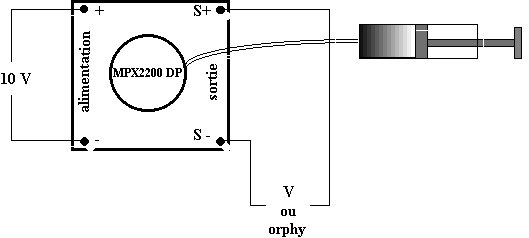 +
S+
10 V
alimentation
MPX2200 DP
sortie
-
S -
V
ou
orphy